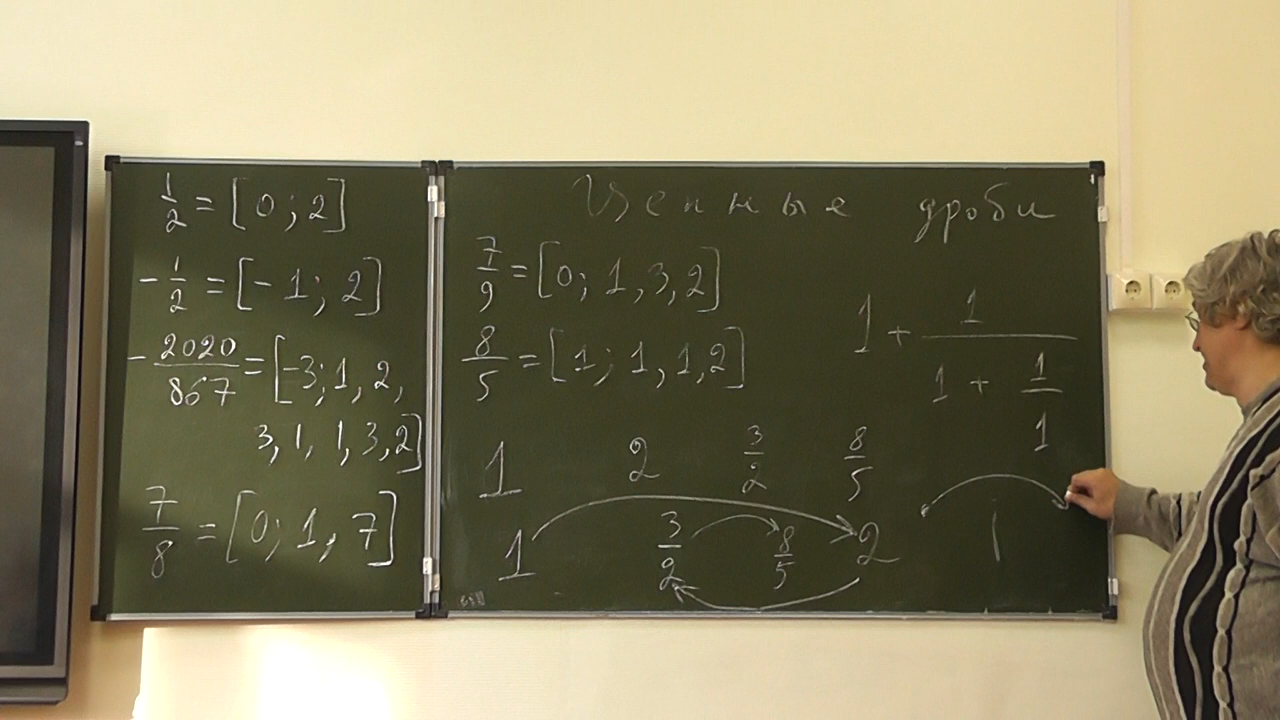 1/2 = [0; 2]
- 1/2 = [-1; 2]
- 2020/867 = [-3; 1, 2,
3, 1, 1, 3, 2]
7/8 = [0; 1, 7]
Цепные дроби
7/9 = [0; 1, 3, 2]
8/5 = [1; 1, 1, 2]
1 + 1/(1 + 1/1)
1 2 3/2 8/5
1 3/2 8/5 2